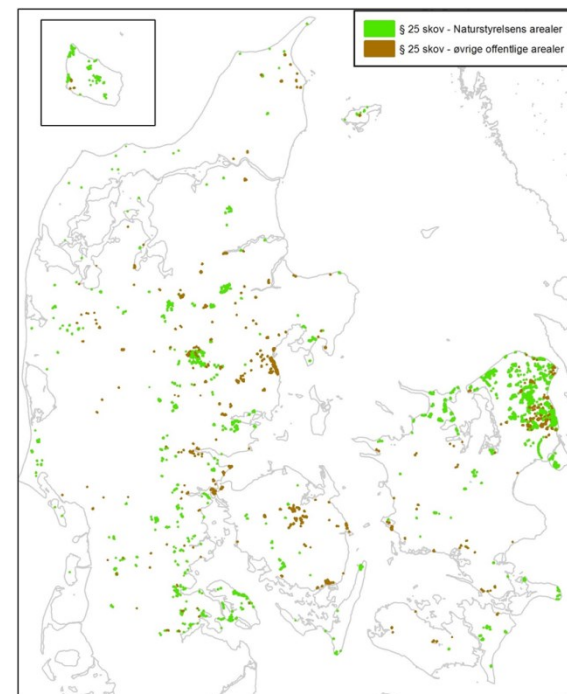 § 25 skov - Naturstyrelsens arealer
§ 25 skov - øvrige offentlige arealer